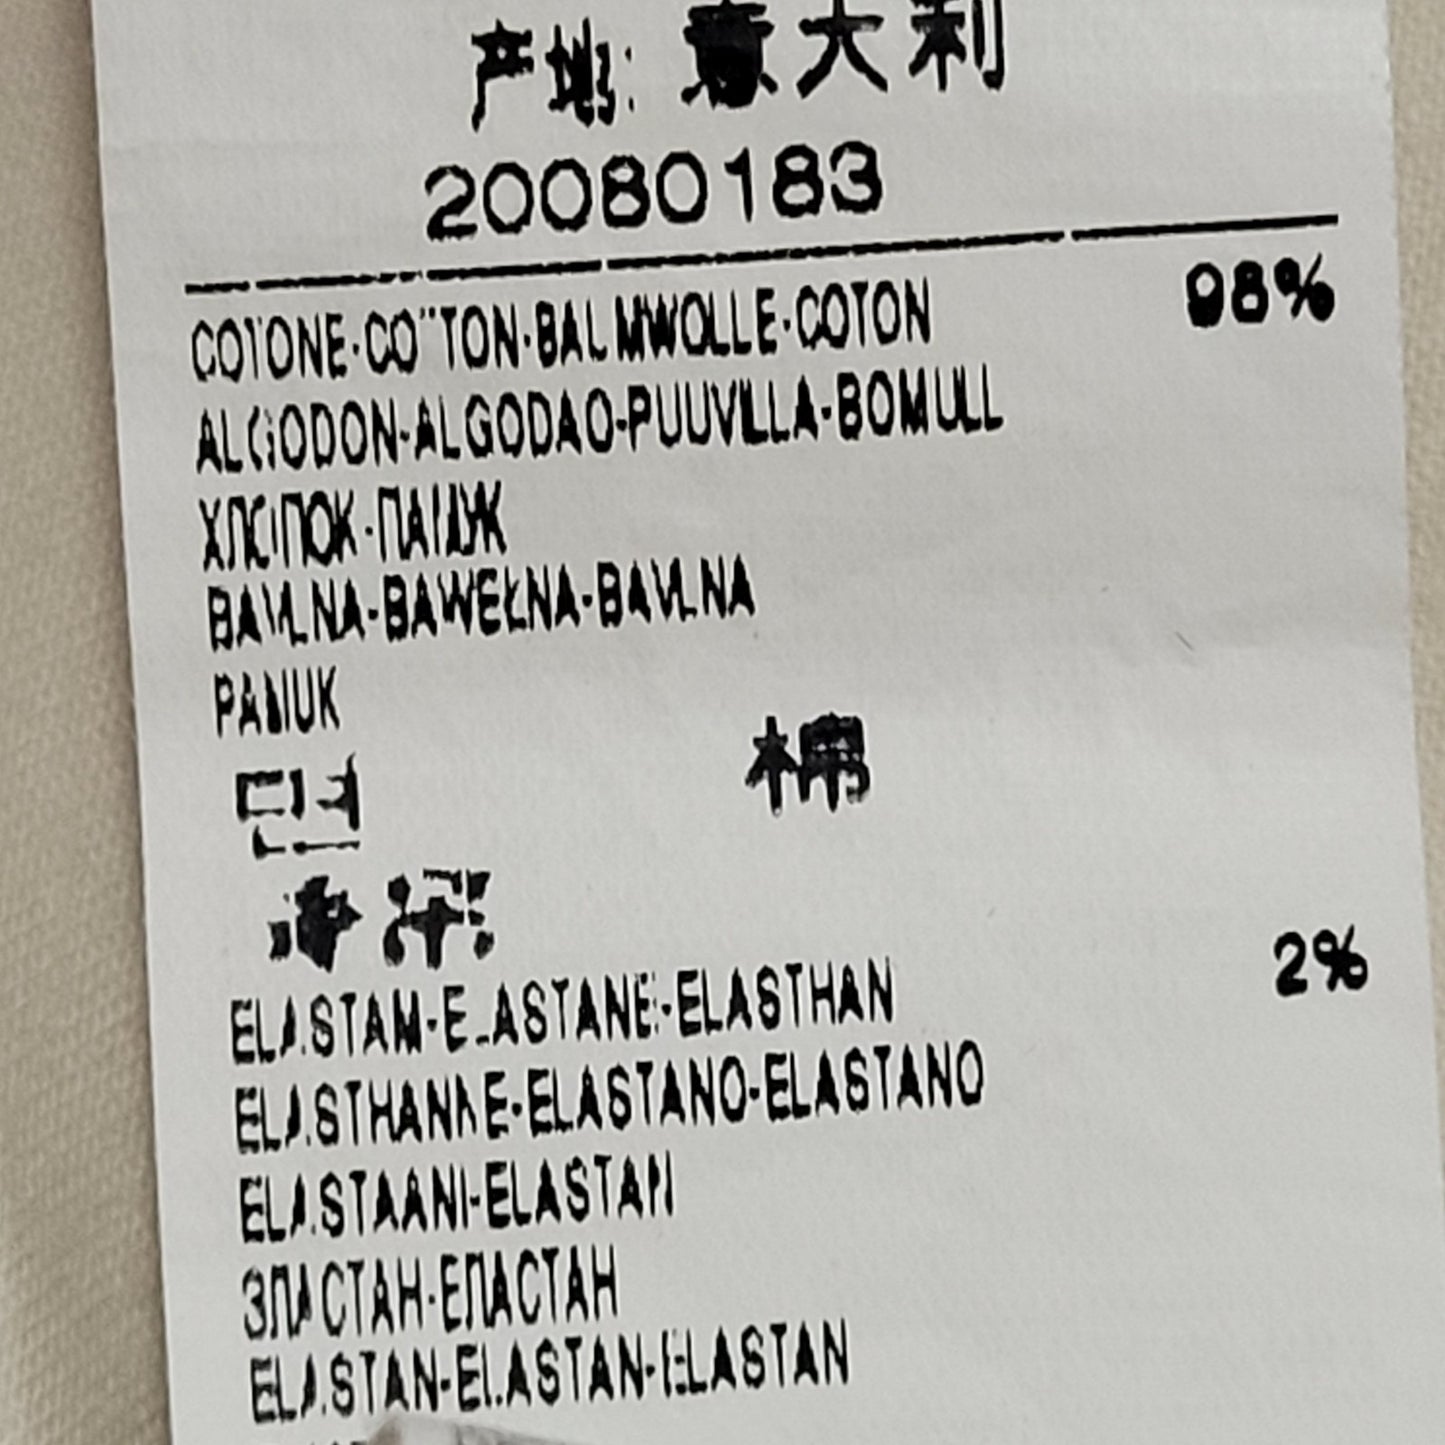 产地: 意大利
20080183
COTONE-COTTON-BAUMWOLLE-COTON 98%
ALGODON-ALGODAO-PUUVILLA-BOMULL
ХЛОПОК-ПАМУК
BAVLNA-BAWEŁNA-BAVLNA
PAMUK
면 棉
ELASTAM-ELASTANE-ELASTHAN 2%
ELASTHANNE-ELASTANO-ELASTANO
ELASTAANI-ELASTAN
ЭЛАСТАН-ЕЛАСТАН
ELASTAN-ELASTAN-ELASTAN